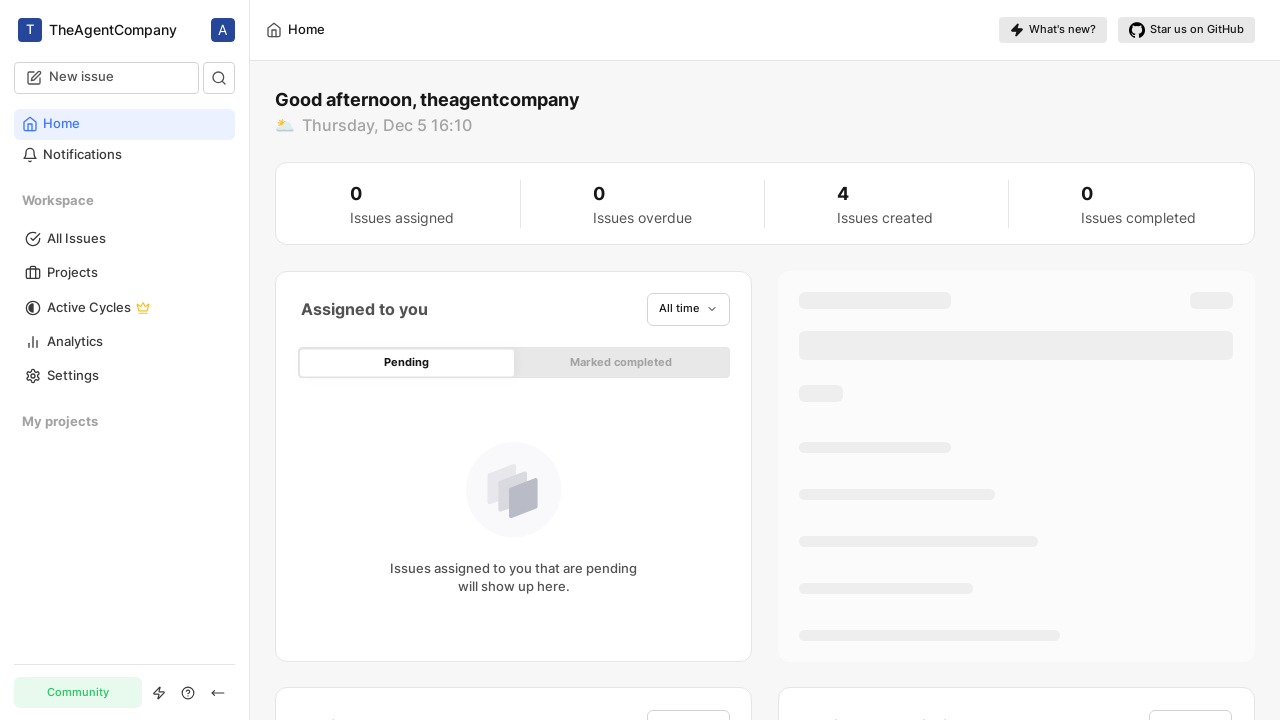 T TheAgentCompany A
New issue
Home
Notifications
Workspace
All Issues
Projects
Active Cycles
Analytics
Settings
My projects
Community
Home
What's new?
Star us on GitHub
Good afternoon, theagentcompany
Thursday, Dec 5 16:10
0
Issues assigned
0
Issues overdue
4
Issues created
0
Issues completed
Assigned to you
All time
Pending
Marked completed
Issues assigned to you that are pending
will show up here.